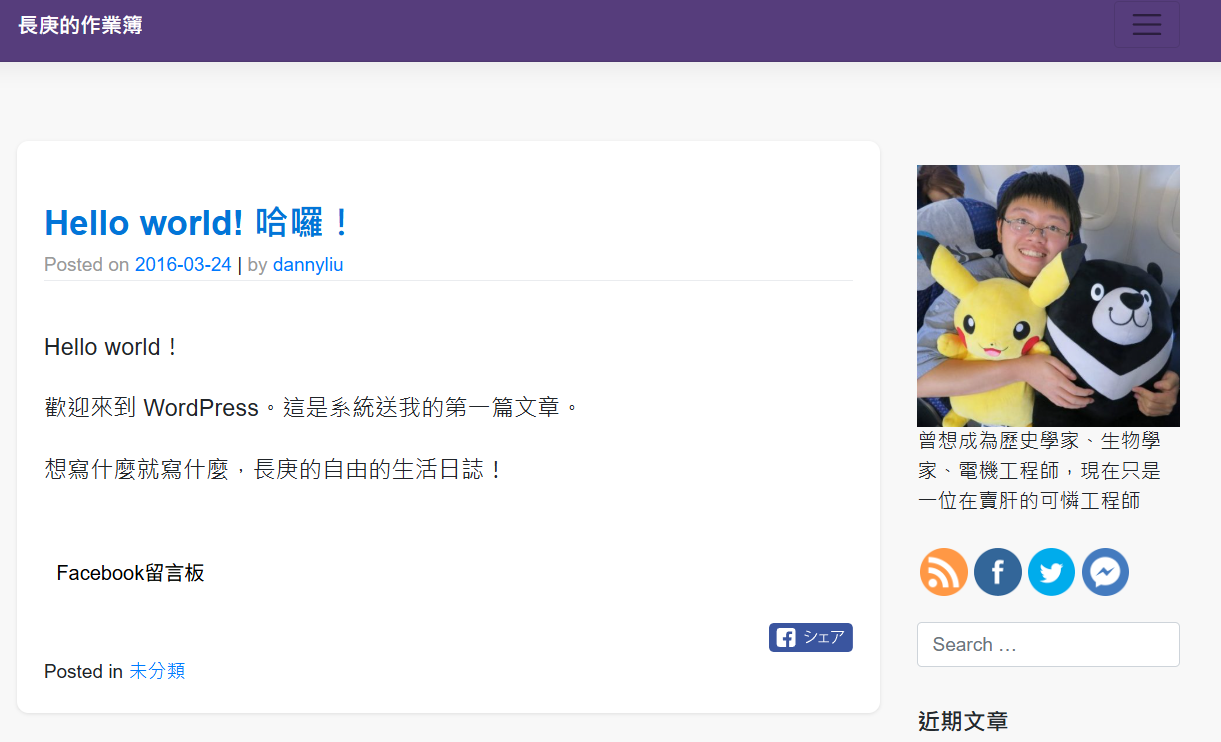 長庚的作業簿
Hello world! 哈囉！
Posted on 2016-03-24 | by dannyliu
Hello world！
歡迎來到 WordPress。這是系統送我的第一篇文章。
想寫什麼就寫什麼，長庚的自由的生活日誌！
Facebook留言板
シェア
Posted in 未分類
曾想成為歷史學家、生物學
家、電機工程師，現在只是
一位在賣肝的可憐工程師
Search …
近期文章